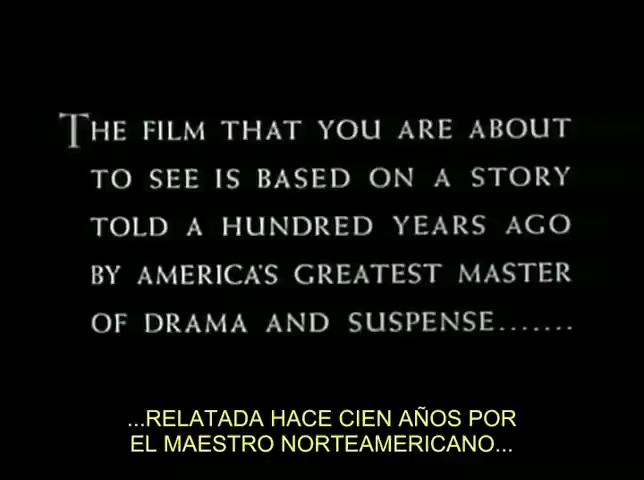 THE FILM THAT YOU ARE ABOUT
TO SEE IS BASED ON A STORY
TOLD A HUNDRED YEARS AGO
BY AMERICA'S GREATEST MASTER
OF DRAMA AND SUSPENSE.......
...RELATADA HACE CIEN AÑOS POR
EL MAESTRO NORTEAMERICANO...